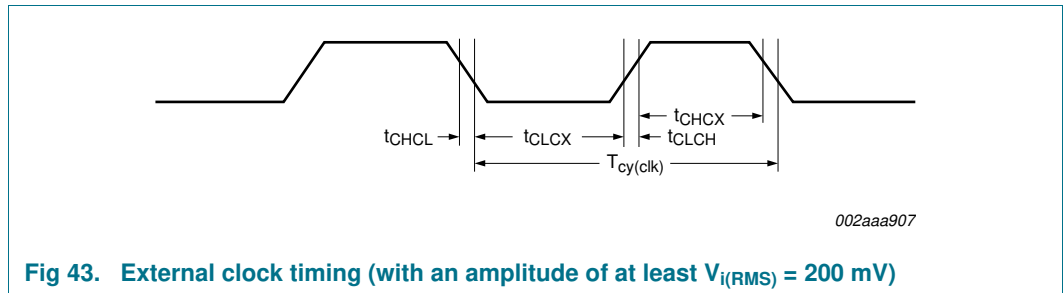 tCHCX
tCHCL
tCLCX
tCLCH
Tcy(clk)
002aaa907
Fig 43. External clock timing (with an amplitude of at least Vi(RMS) = 200 mV)